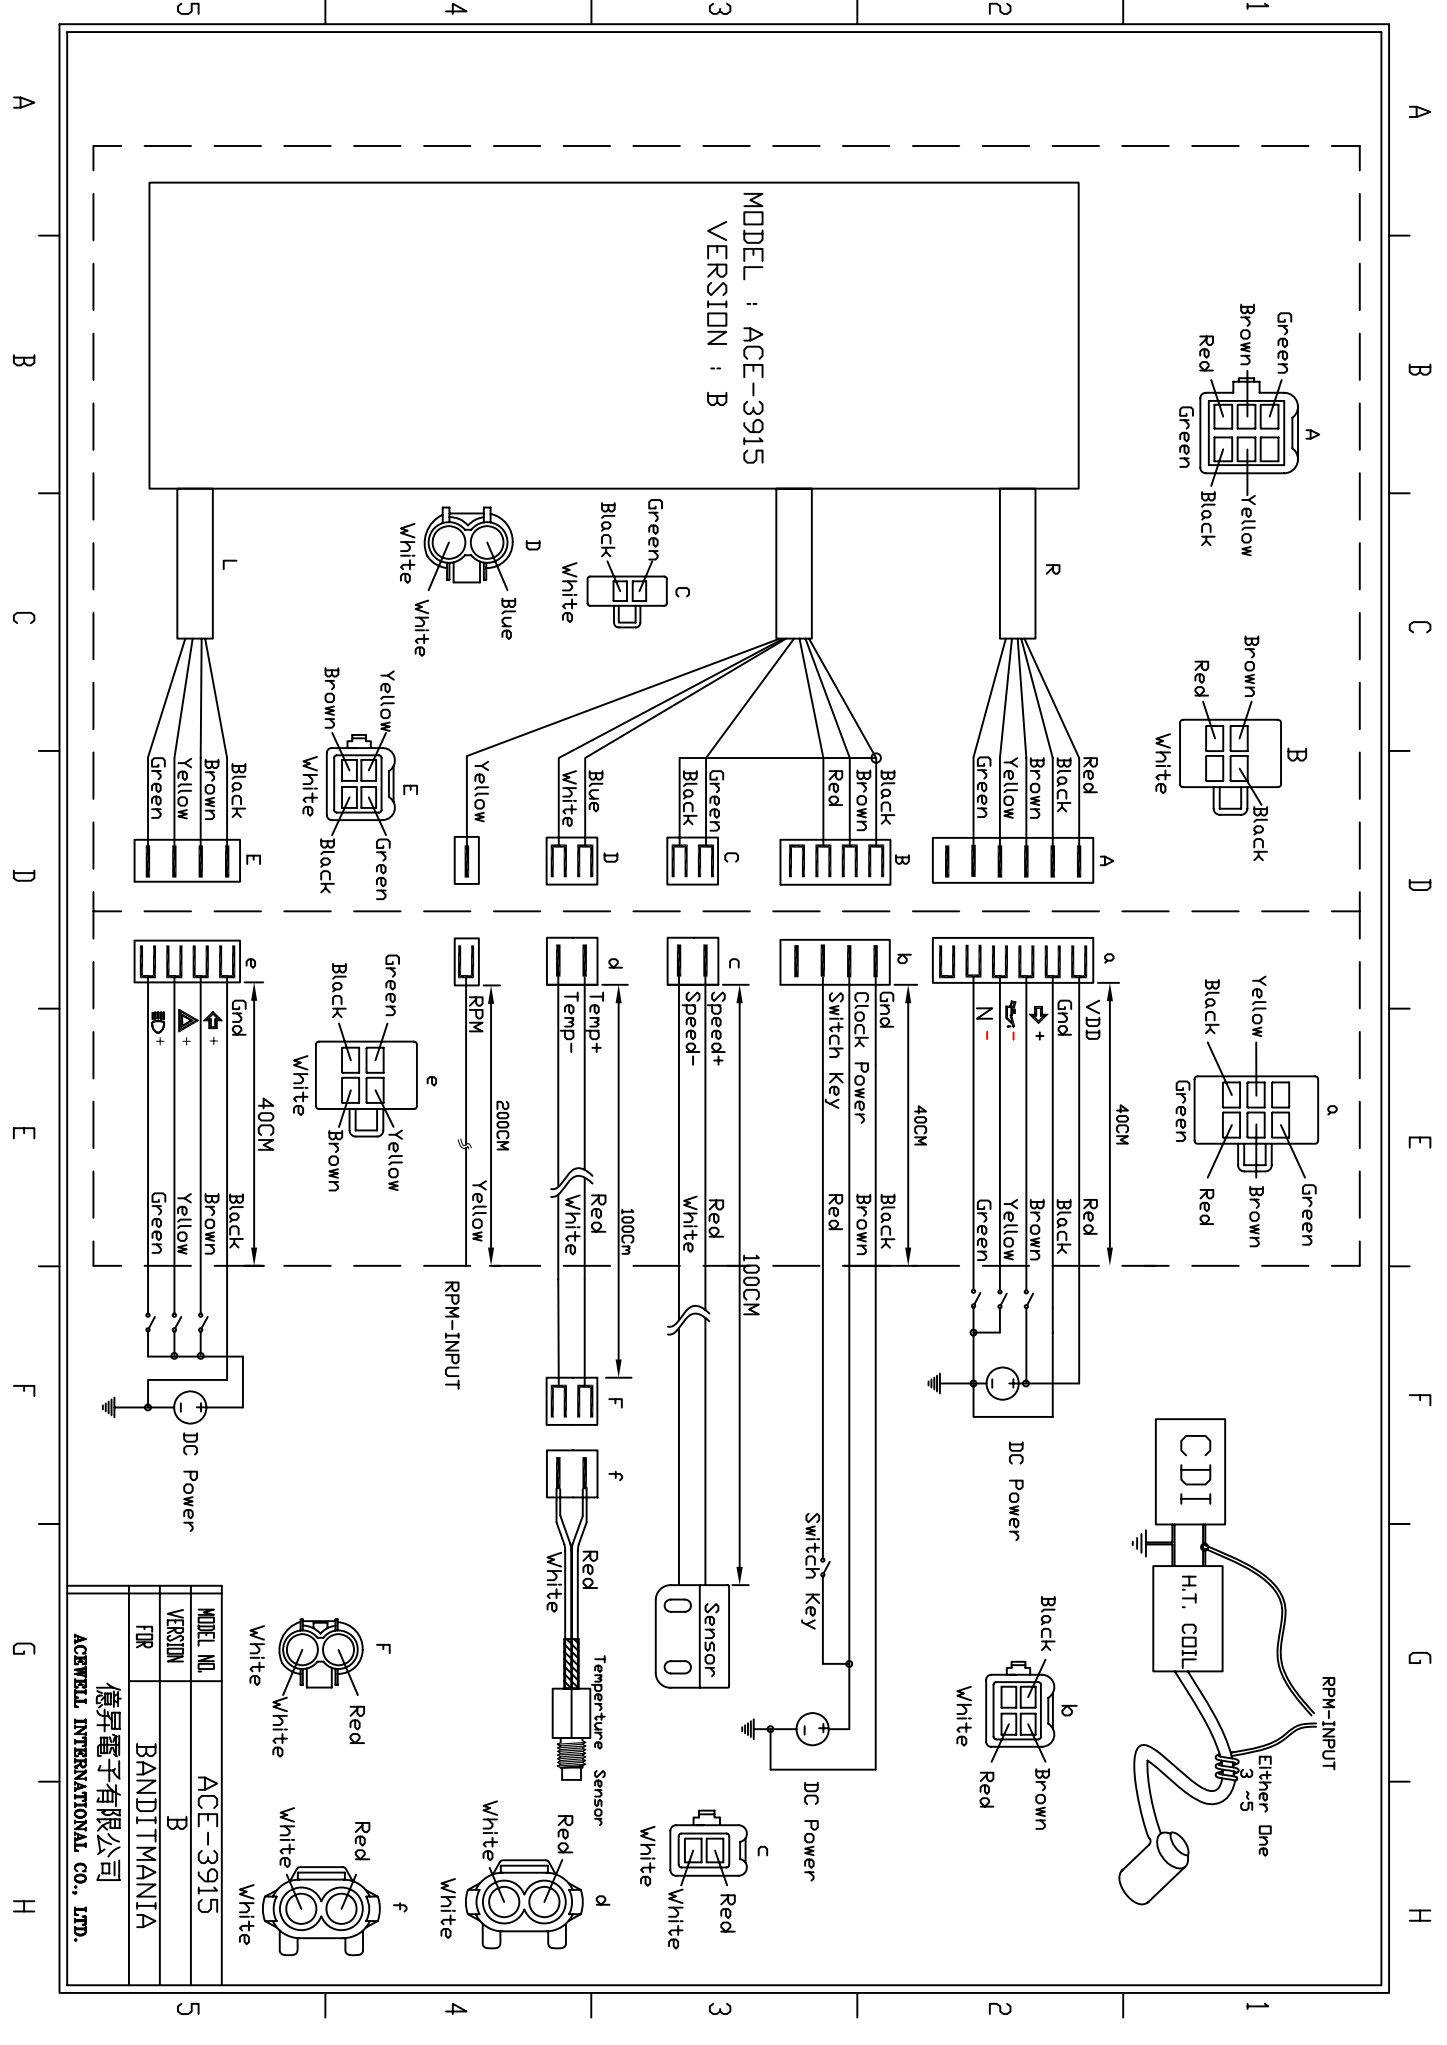 1
2
3
4
5
A
B
C
D
E
F
G
H
A
B
C
D
E
F
G
H
1
2
3
4
5
MODEL : ACE-3915
VERSION : B
A
Green
Brown
Red
Yellow
Black
Green
B
Brown
Red
Black
White
a
Yellow
Black
Green
Brown
Red
Green
CDI
H.T. COIL
RPM-INPUT
Either One
3 ~5
R
Red
Black
Brown
Yellow
Green
A
a
VDD
Gnd
+
-
N -
40CM
Red
Black
Brown
Yellow
Green
DC Power
+
-
b
Black
Brown
Red
White
Black
Brown
Red
B
b
Gnd
Clock Power
Switch Key
40CM
Black
Brown
Red
Switch Key
DC Power
+
-
C
Green
Black
White
Green
Black
C
c
Speed+
Speed-
100CM
Red
White
Sensor
c
Red
White
White
D
Blue
White
White
Blue
White
D
d
Temp+
Temp-
100Cm
Red
White
F
f
Red
White
Temperture Sensor
d
Red
White
White
Yellow
RPM
200CM
Yellow
RPM-INPUT
E
Yellow
Brown
Green
Black
White
e
Green
Black
Yellow
Brown
White
F
Red
White
White
f
Red
White
White
L
Black
Brown
Yellow
Green
E
e
Gnd
+
+
+
40CM
Black
Brown
Yellow
Green
DC Power
+
-
MODEL NO. ACE-3915
VERSION B
FOR BANDITMANIA
億昇電子有限公司
ACEWELL INTERNATIONAL CO., LTD.